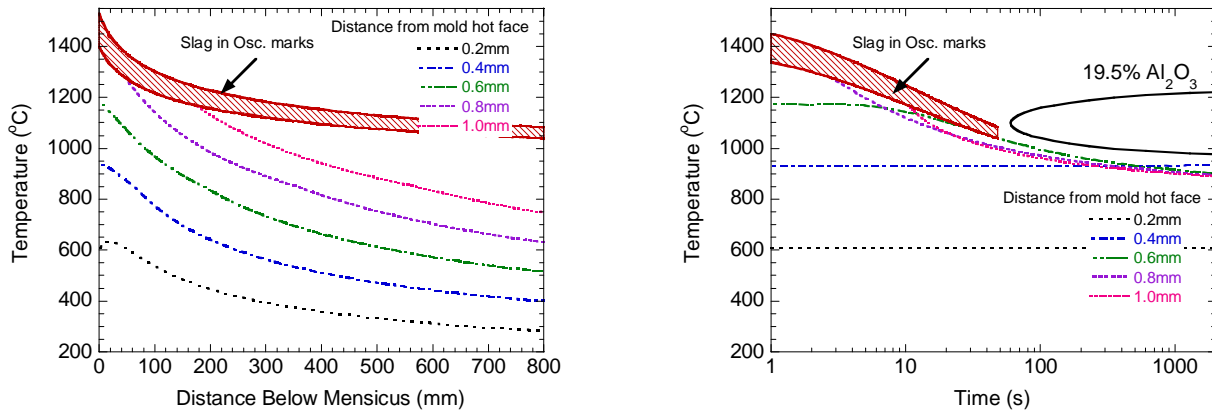 Distance from mold hot face
0.2mm
0.4mm
0.6mm
0.8mm
1.0mm
Slag in Osc. marks
1400
1200
1000
800
600
400
200
Temperature (°C)
0 100 200 300 400 500 600 700 800
Distance Below Mensicus (mm)
Slag in Osc. marks
19.5% Al₂O₃
1400
1200
1000
800
600
400
200
Temperature (°C)
Distance from mold hot face
0.2mm
0.4mm
0.6mm
0.8mm
1.0mm
1 10 100 1000
Time (s)